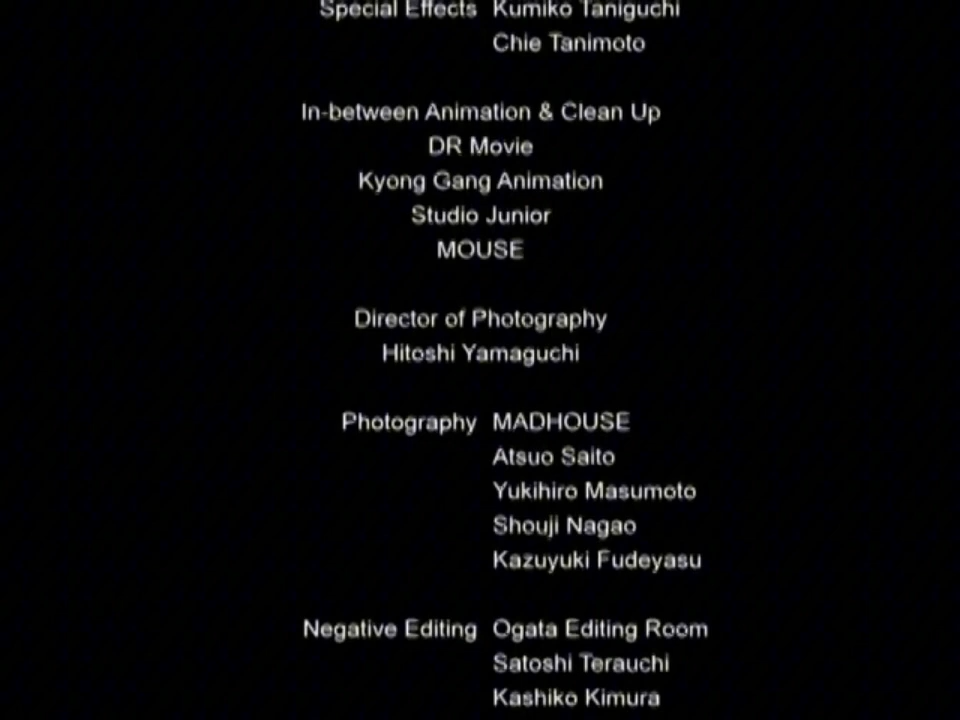 Special Effects Kumiko Taniguchi
Chie Tanimoto
In-between Animation & Clean Up
DR Movie
Kyong Gang Animation
Studio Junior
MOUSE
Director of Photography
Hitoshi Yamaguchi
Photography MADHOUSE
Atsuo Saito
Yukihiro Masumoto
Shouji Nagao
Kazuyuki Fudeyasu
Negative Editing Ogata Editing Room
Satoshi Terauchi
Kashiko Kimura